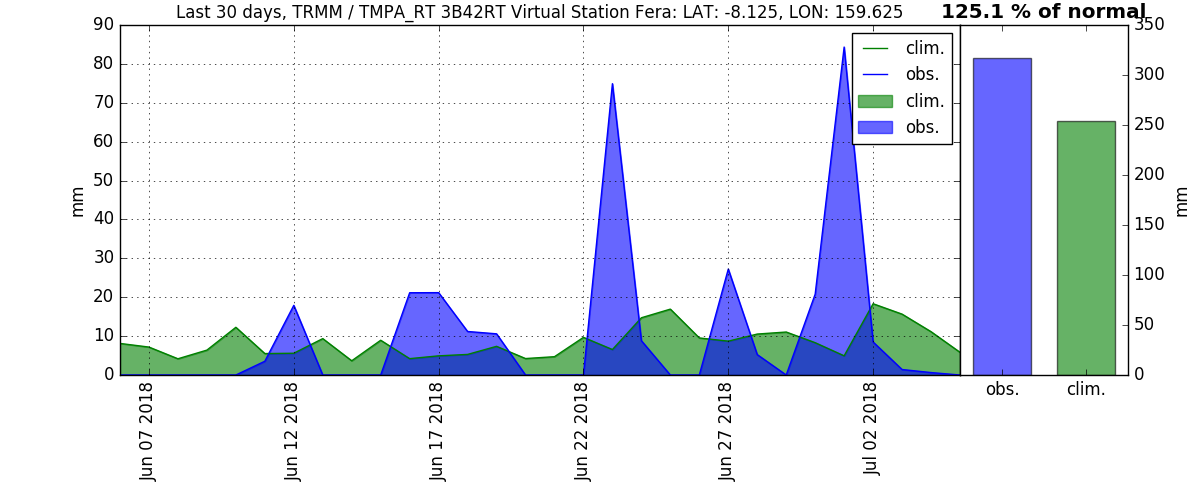 Last 30 days, TRMM / TMPA_RT 3B42RT Virtual Station Fera: LAT: -8.125, LON: 159.625
125.1 % of normal
90
80
70
60
50
40
30
20
10
0
mm
clim.
obs.
clim.
obs.
350
300
250
200
150
100
50
0
mm
Jun 07 2018
Jun 12 2018
Jun 17 2018
Jun 22 2018
Jun 27 2018
Jul 02 2018
obs.
clim.